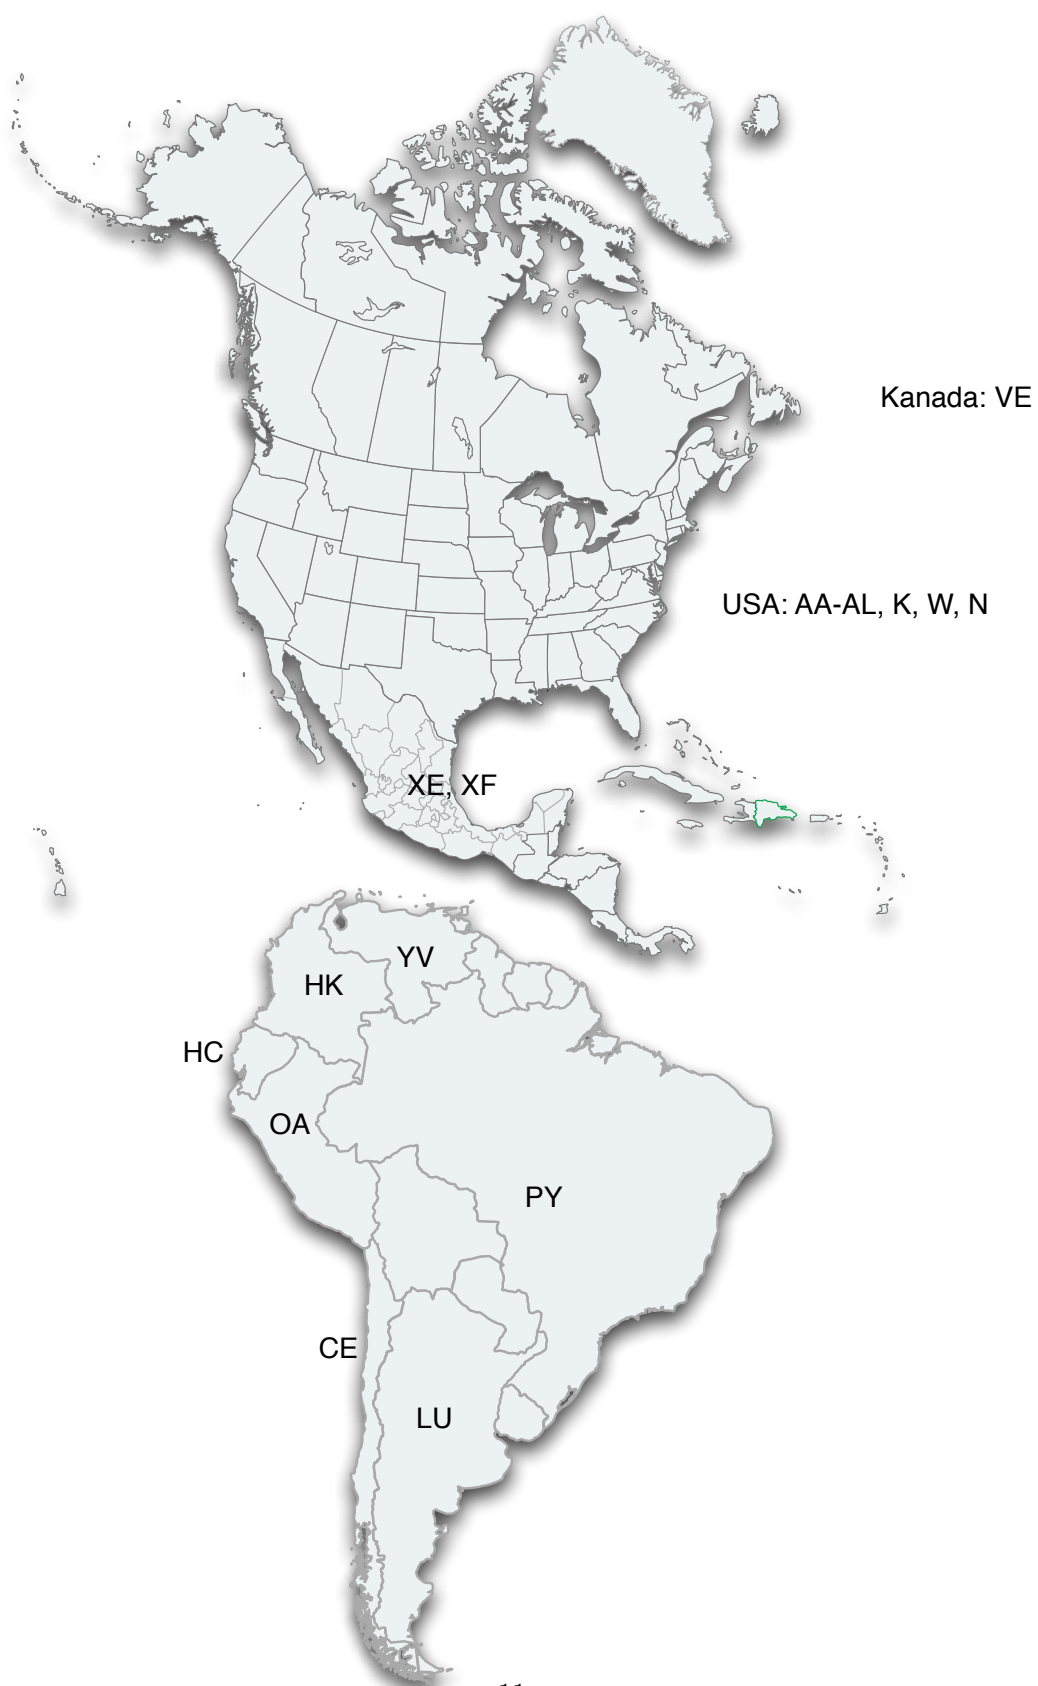 Kanada: VE
USA: AA-AL, K, W, N
XE, XF
YV
HK
HC
OA
PY
CE
LU